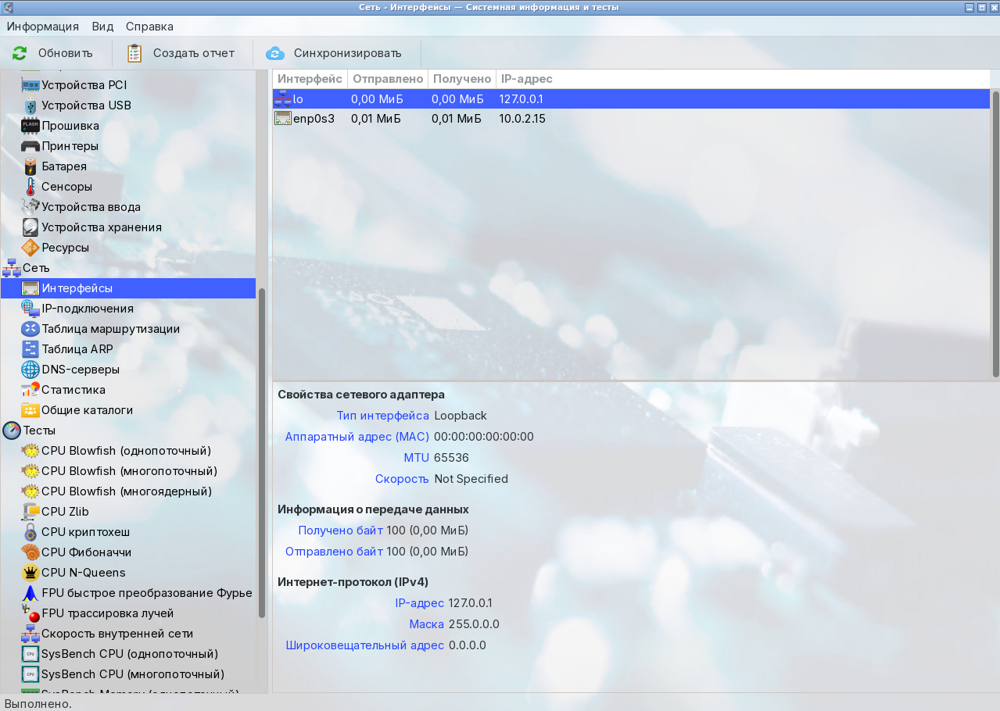 Сеть - Интерфейсы — Системная информация и тесты
Информация Вид Справка
Обновить Создать отчет Синхронизировать
Устройства PCI
Устройства USB
Прошивка
Принтеры
Батарея
Сенсоры
Устройства ввода
Устройства хранения
Ресурсы
Сеть
Интерфейсы
IP-подключения
Таблица маршрутизации
Таблица ARP
DNS-серверы
Статистика
Общие каталоги
Тесты
CPU Blowfish (однопоточный)
CPU Blowfish (многопоточный)
CPU Blowfish (многоядерный)
CPU Zlib
CPU криптохеш
CPU Фибоначчи
CPU N-Queens
FPU быстрое преобразование Фурье
FPU трассировка лучей
Скорость внутренней сети
SysBench CPU (однопоточный)
SysBench CPU (многопоточный)
SysBench Memory (однопоточный)
Интерфейс Отправлено Получено IP-адрес
lo 0,00 МиБ 0,00 МиБ 127.0.0.1
enp0s3 0,01 МиБ 0,01 МиБ 10.0.2.15
Свойства сетевого адаптера
Тип интерфейса Loopback
Аппаратный адрес (MAC) 00:00:00:00:00:00
MTU 65536
Скорость Not Specified
Информация о передаче данных
Получено байт 100 (0,00 МиБ)
Отправлено байт 100 (0,00 МиБ)
Интернет-протокол (IPv4)
IP-адрес 127.0.0.1
Маска 255.0.0.0
Широковещательный адрес 0.0.0.0
Выполнено.